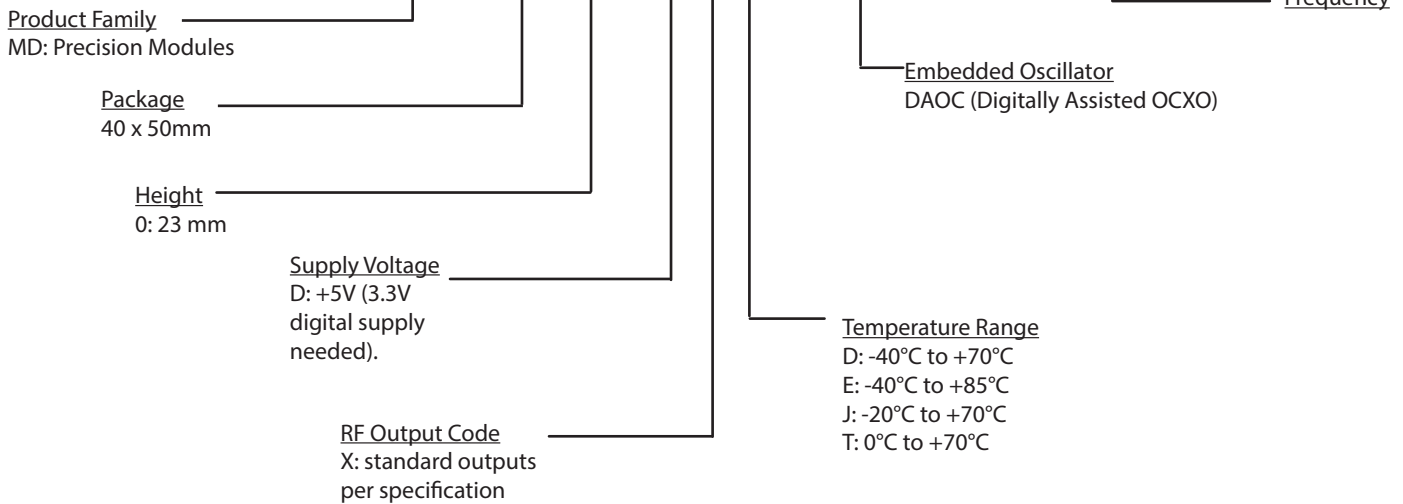 Frequency
Product Family
MD: Precision Modules
Embedded Oscillator
DAOC (Digitally Assisted OCXO)
Package
40 x 50mm
Height
0: 23 mm
Supply Voltage
D: +5V (3.3V
digital supply
needed).
Temperature Range
D: -40°C to +70°C
E: -40°C to +85°C
J: -20°C to +70°C
T: 0°C to +70°C
RF Output Code
X: standard outputs
per specification